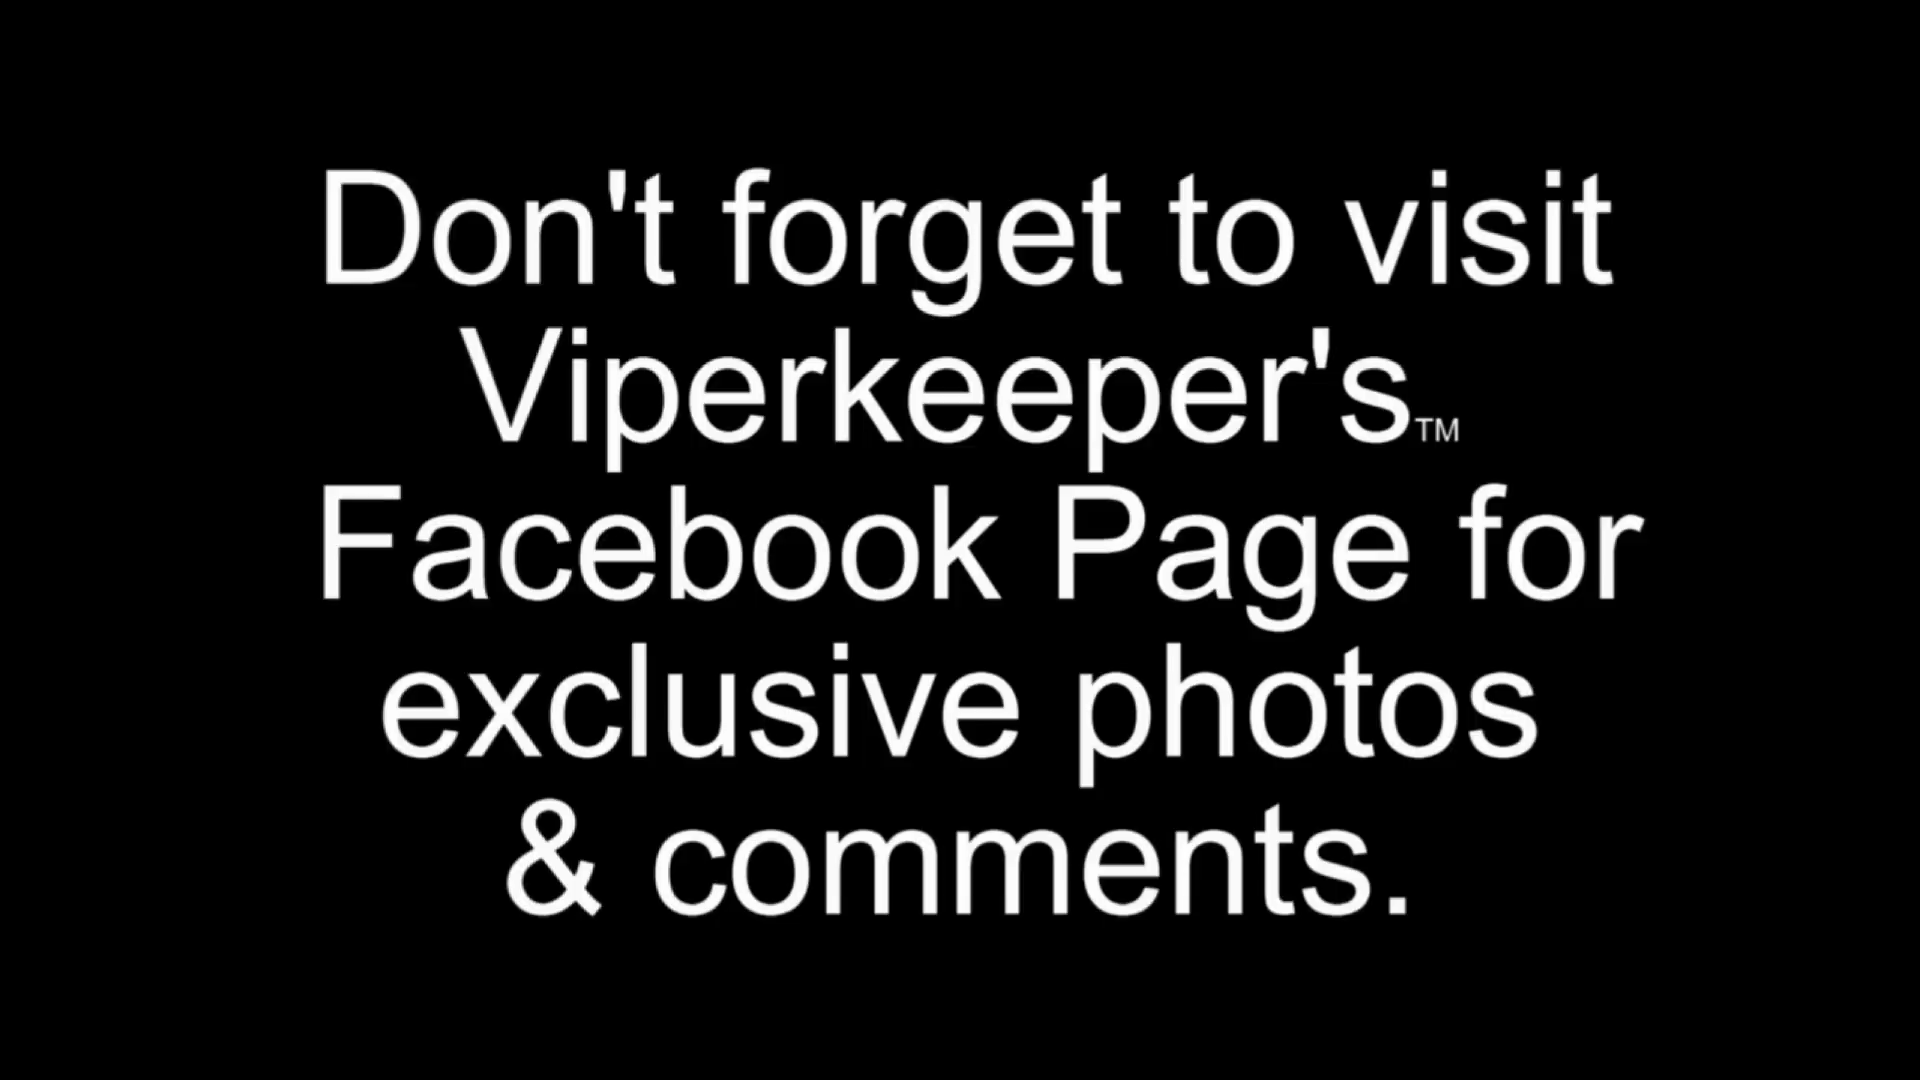 Don't forget to visit
Viperkeeper's™
Facebook Page for
exclusive photos
& comments.